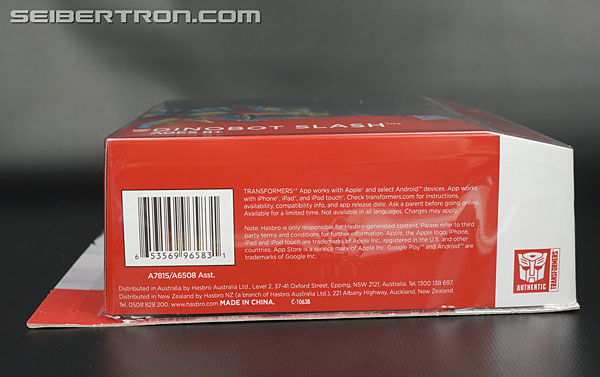 SEIBERTRON.COM
DINOBOT SLASH™
AGES 8+
TRANSFORMERS™ App works with Apple® and select Android™ devices. App works
with iPhone®, iPad®, and iPod touch®. Check transformers.com for instructions,
availability, compatibility info, and app release date. Ask a parent before going online.
Available for a limited time. Not available in all languages. Charges may apply.
Note: Hasbro is only responsible for Hasbro-generated content. Please refer to third
party terms and conditions for further information. Apple, the Apple logo, iPhone,
iPad and iPod touch are trademarks of Apple Inc., registered in the U.S. and other
countries. App Store is a service mark of Apple Inc. Google Play™ and Android™ are
trademarks of Google Inc.
6 53569 96583 1
A7815/A6508 Asst.
Distributed in Australia by Hasbro Australia Ltd., Level 2, 37-41 Oxford Street, Epping, NSW 2121, Australia. Tel. 1300 138 697.
Distributed in New Zealand by Hasbro NZ (a branch of Hasbro Australia Ltd.), 221 Albany Highway, Auckland, New Zealand.
Tel. 0508 828 200. www.hasbro.com MADE IN CHINA. C-10638
AUTHENTIC
TRANSFORMERS